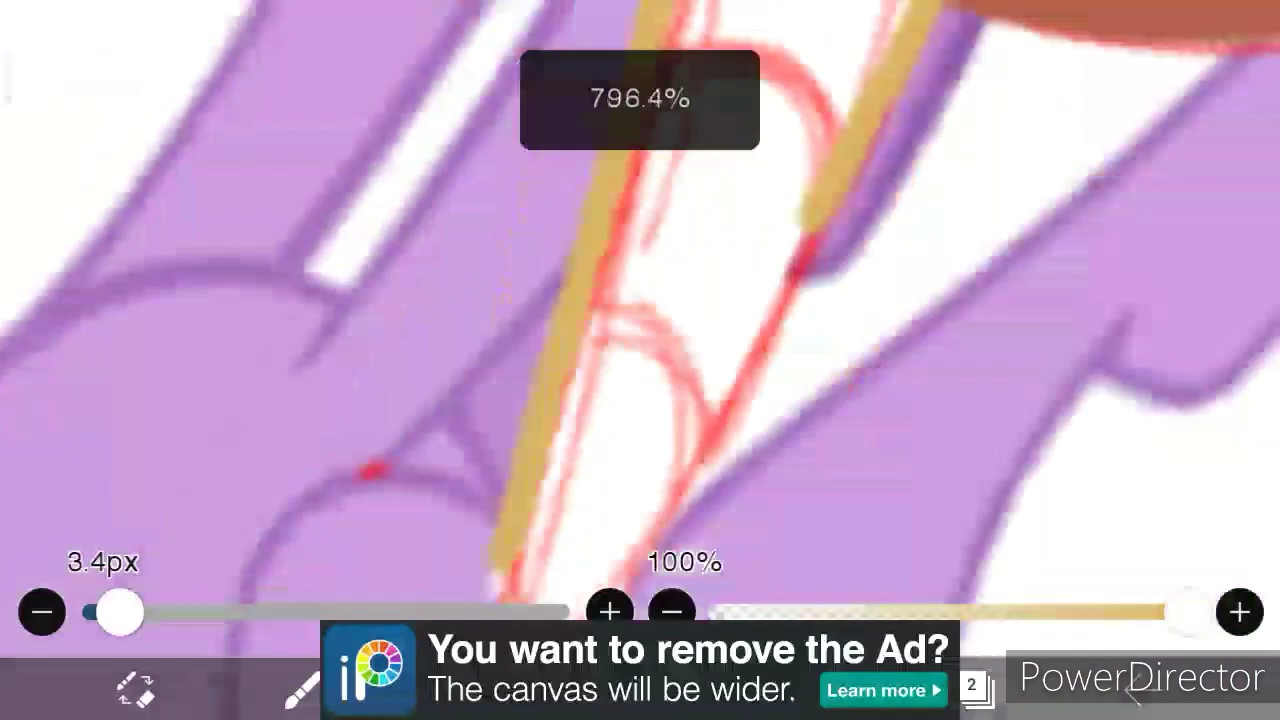 796.4%
3.4px
100%
iP
You want to remove the Ad?
The canvas will be wider.
Learn more
2
PowerDirector